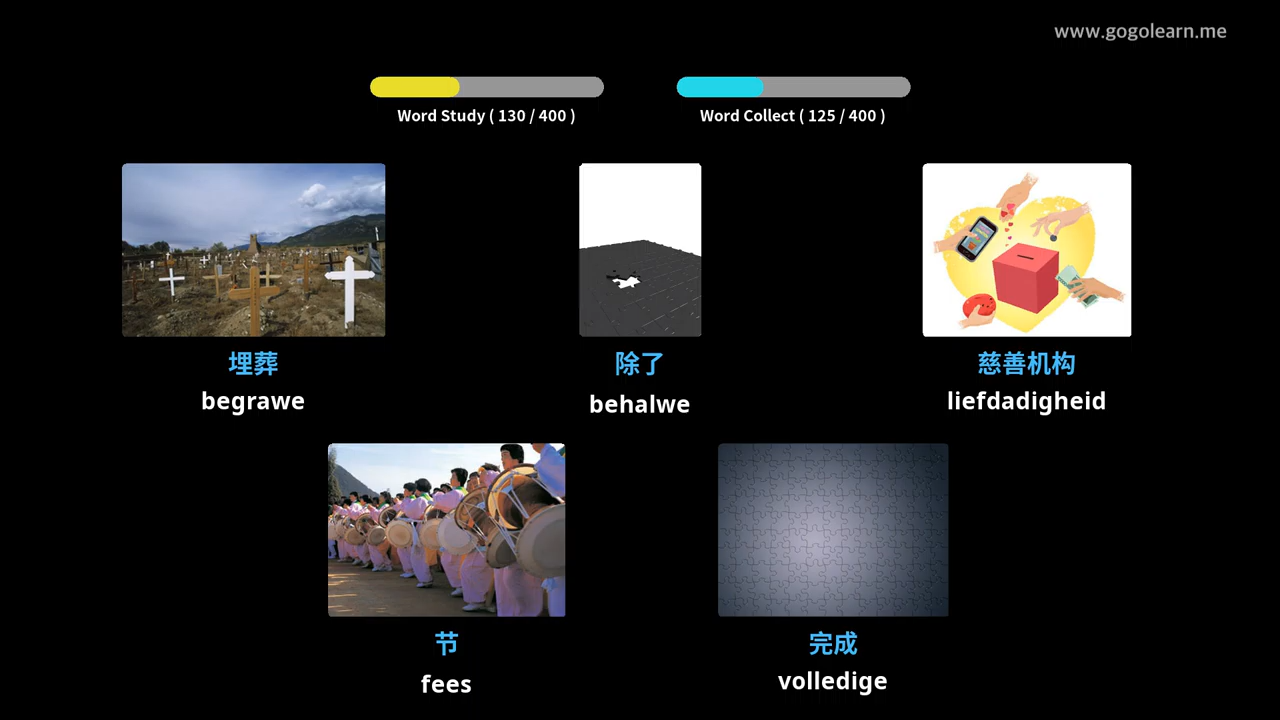 www.gogolearn.me
Word Study ( 130 / 400 )
Word Collect ( 125 / 400 )
埋葬
begrawe
除了
behalwe
慈善机构
liefdadigheid
节
fees
完成
volledige